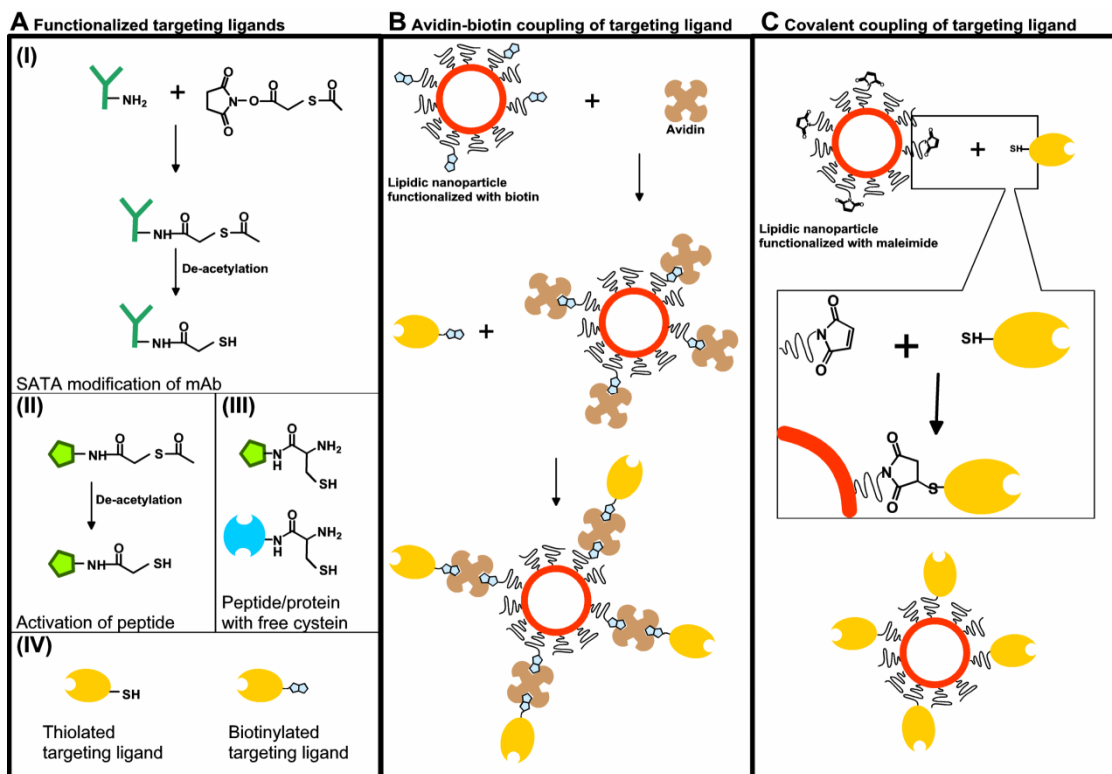 A Functionalized targeting ligands
(I)
NH2
+
O
N
O
O
O
S
O
NH
O
S
O
De-acetylation
NH
O
SH
SATA modification of mAb
(II)
NH
O
S
O
De-acetylation
NH
O
SH
Activation of peptide
(III)
O
NH2
N
H
SH
O
NH2
N
H
SH
Peptide/protein
with free cystein
(IV)
SH
Thiolated
targeting ligand
Biotinylated
targeting ligand
B Avidin-biotin coupling of targeting ligand
+
Avidin
Lipidic nanoparticle
functionalized with biotin
+
C Covalent coupling of targeting ligand
+
SH
Lipidic nanoparticle
functionalized with maleimide
O
N
O
+
SH
O
N
O
S